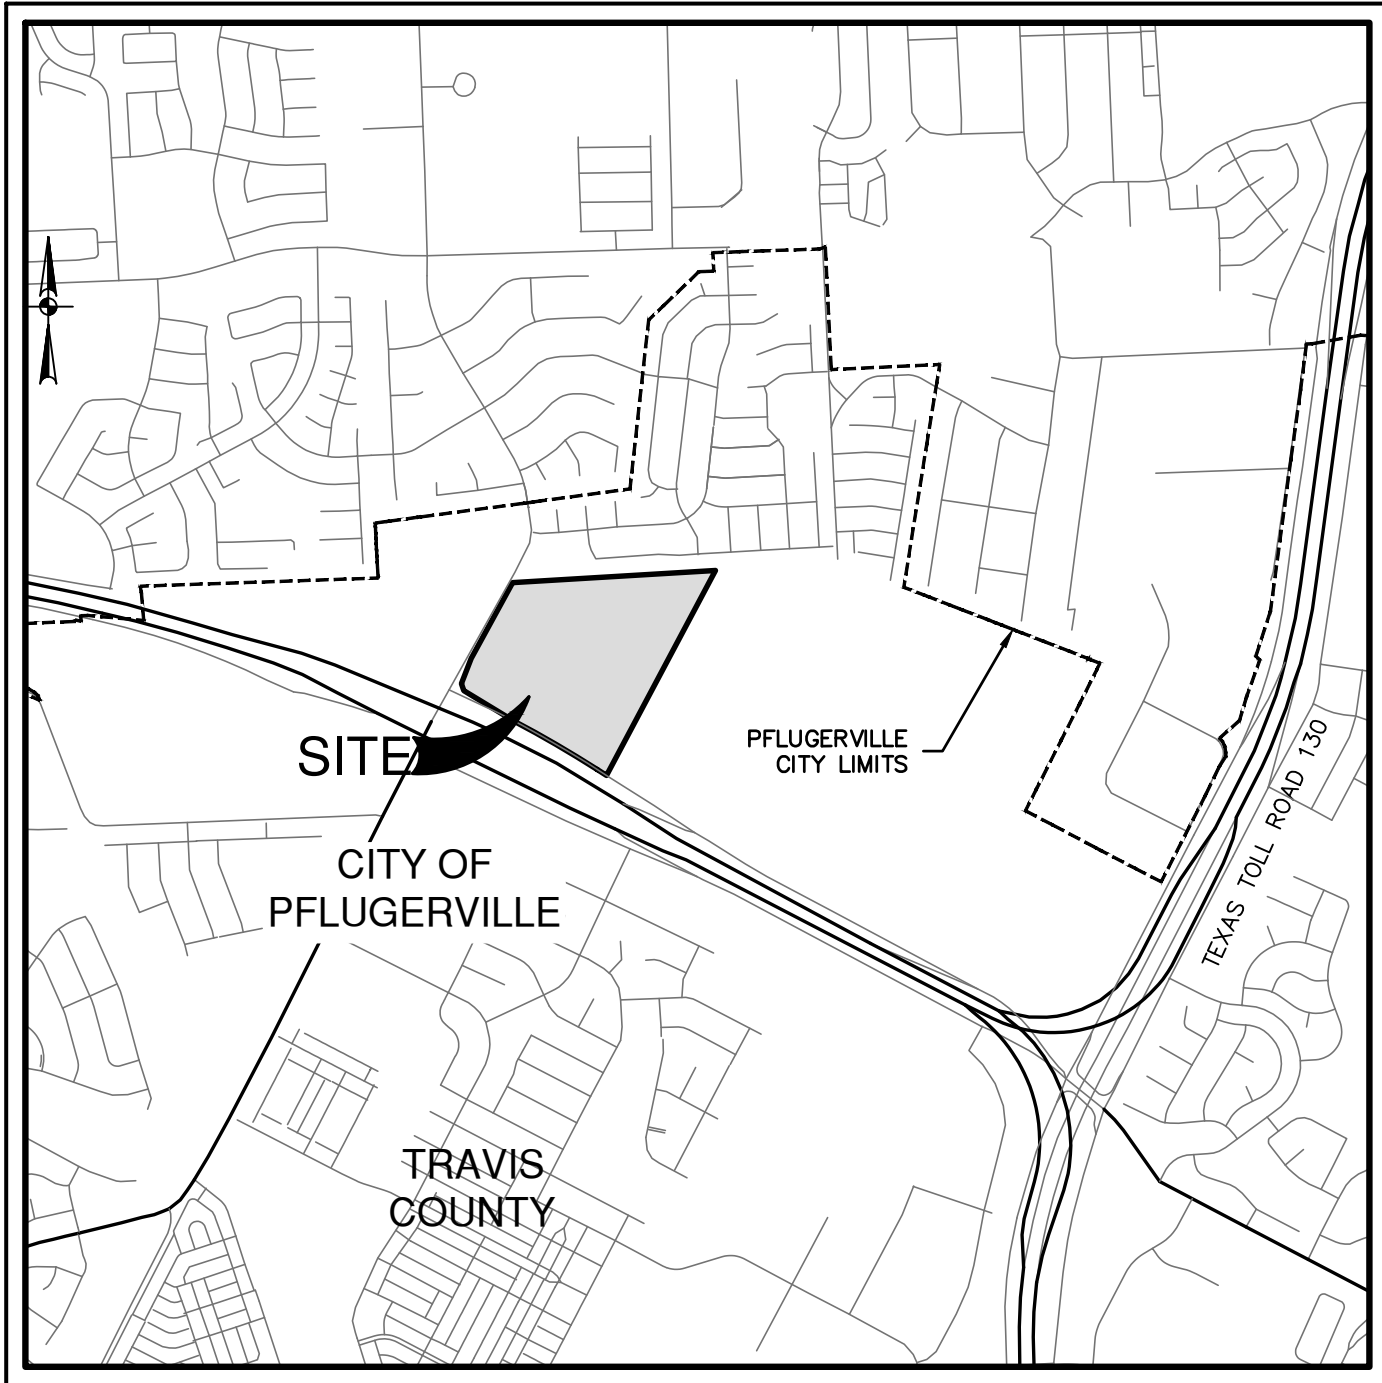 SITE
PFLUGERVILLE
CITY LIMITS
TEXAS TOLL ROAD 130
CITY OF
PFLUGERVILLE
TRAVIS
COUNTY